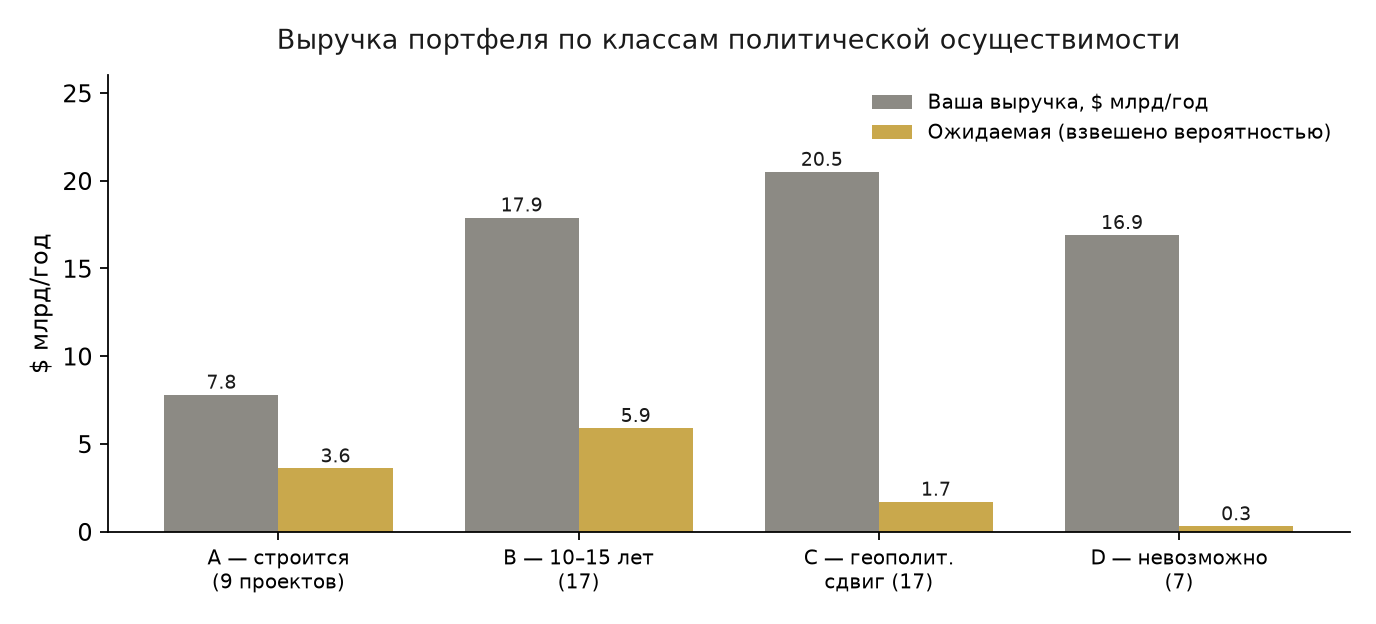 Выручка портфеля по классам политической осуществимости
Ваша выручка, $ млрд/год
Ожидаемая (взвешено вероятностью)
$ млрд/год
25
20
15
10
5
0
7.8
3.6
17.9
5.9
20.5
1.7
16.9
0.3
A — строится
(9 проектов)
B — 10–15 лет
(17)
C — геополит.
сдвиг (17)
D — невозможно
(7)